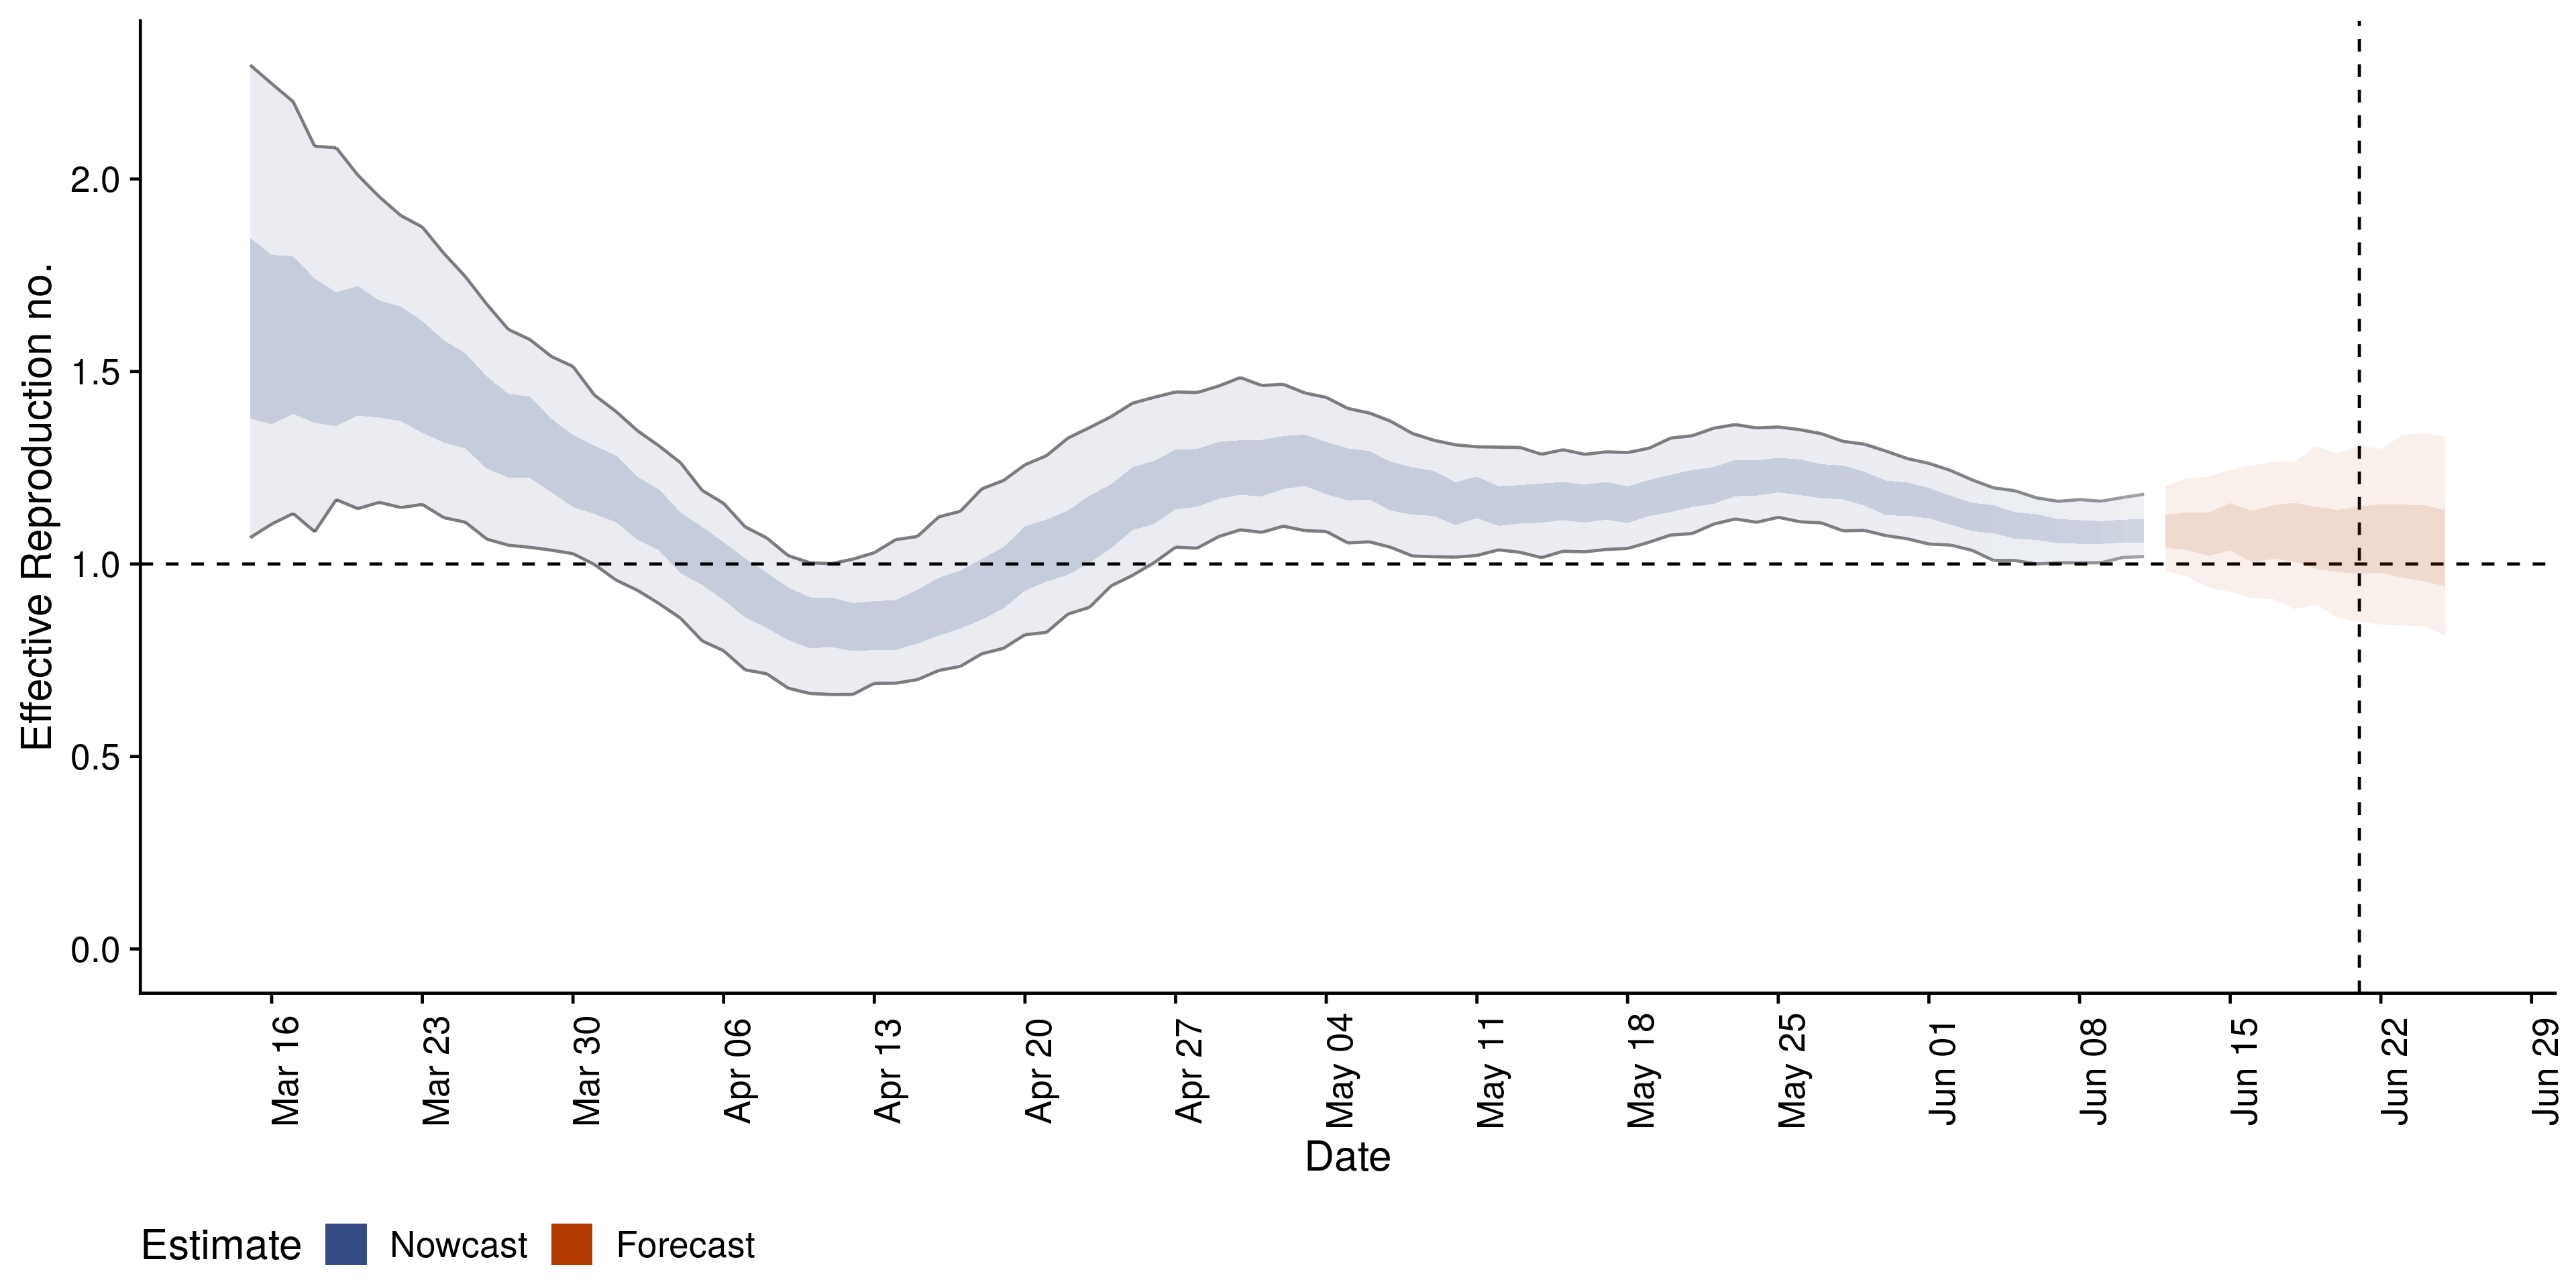 Effective Reproduction no.
2.0
1.5
1.0
0.5
0.0
Mar 16
Mar 23
Mar 30
Apr 06
Apr 13
Apr 20
Apr 27
May 04
May 11
May 18
May 25
Jun 01
Jun 08
Jun 15
Jun 22
Jun 29
Date
Estimate Nowcast Forecast